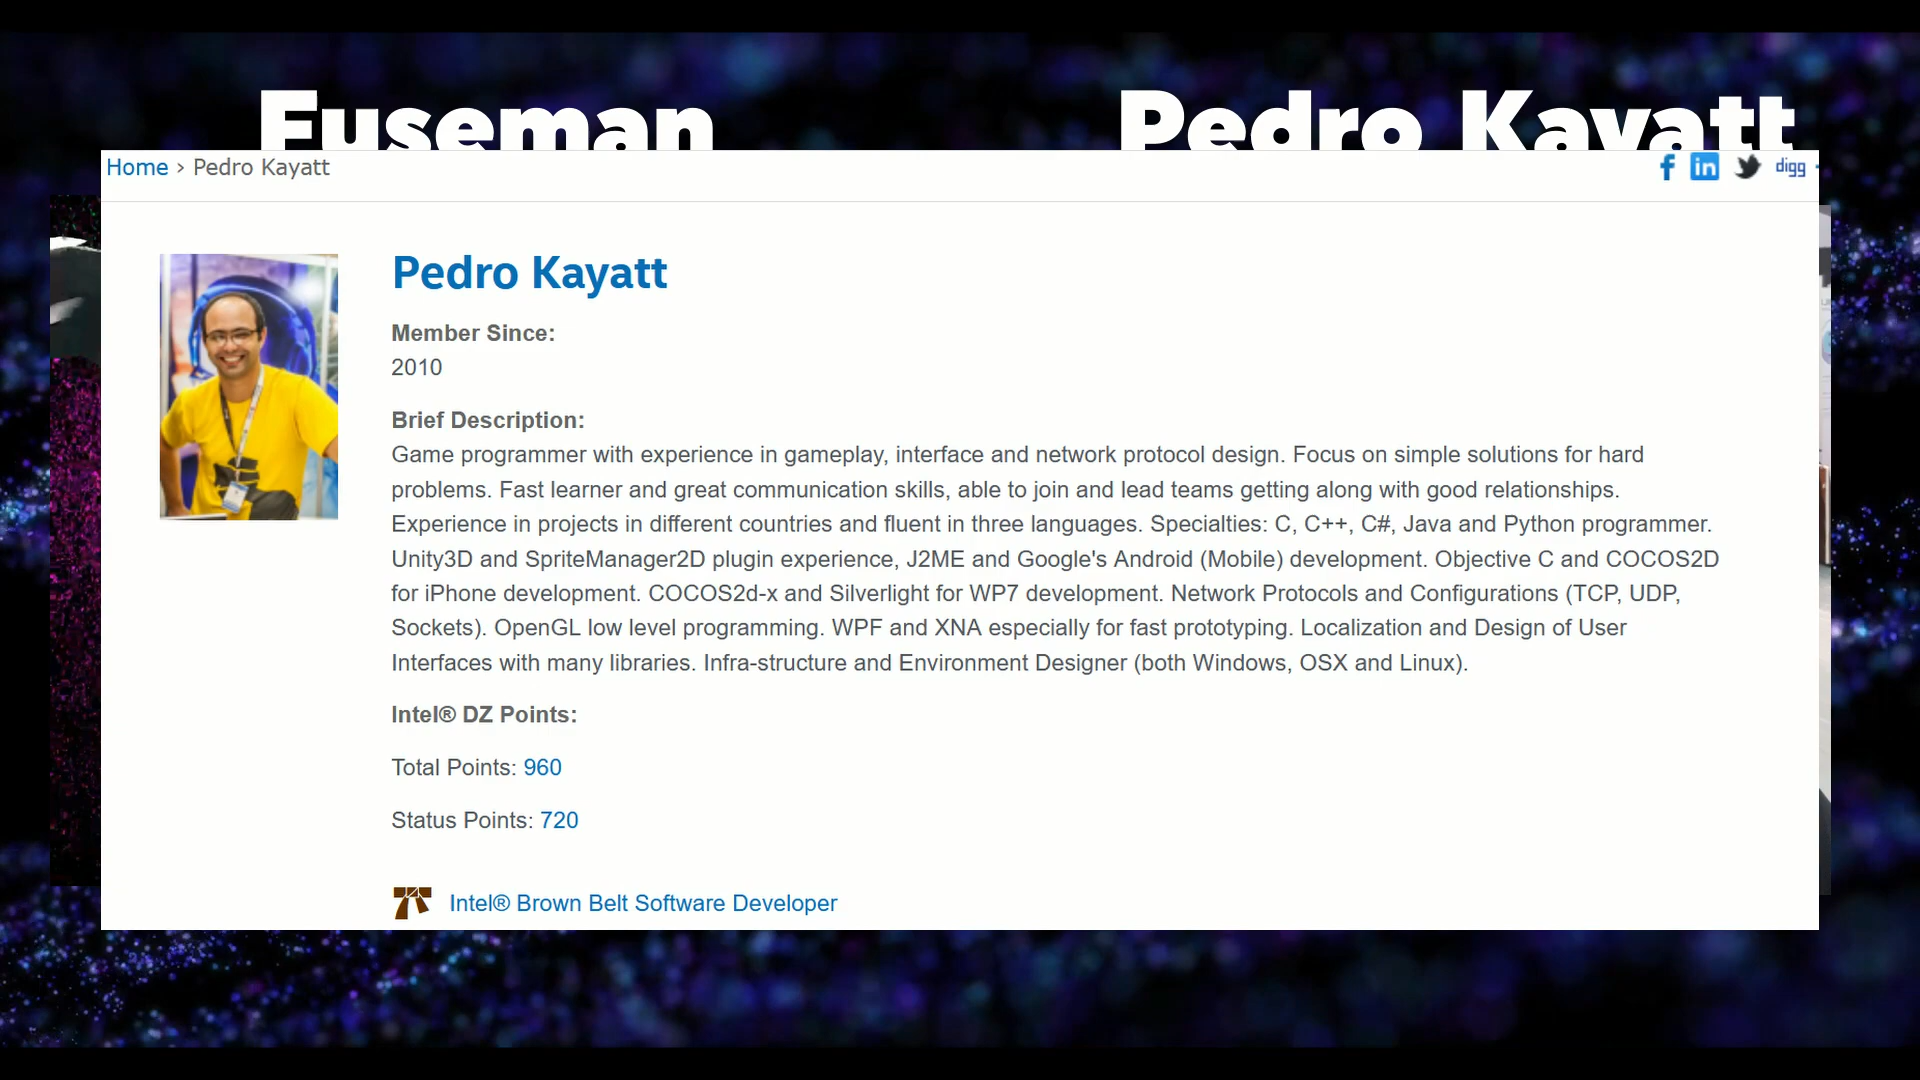 Fuseman
Pedro Kayatt
Home › Pedro Kayatt
digg
Pedro Kayatt
Member Since:
2010
Brief Description:
Game programmer with experience in gameplay, interface and network protocol design. Focus on simple solutions for hard
problems. Fast learner and great communication skills, able to join and lead teams getting along with good relationships.
Experience in projects in different countries and fluent in three languages. Specialties: C, C++, C#, Java and Python programmer.
Unity3D and SpriteManager2D plugin experience, J2ME and Google's Android (Mobile) development. Objective C and COCOS2D
for iPhone development. COCOS2d-x and Silverlight for WP7 development. Network Protocols and Configurations (TCP, UDP,
Sockets). OpenGL low level programming. WPF and XNA especially for fast prototyping. Localization and Design of User
Interfaces with many libraries. Infra-structure and Environment Designer (both Windows, OSX and Linux).
Intel® DZ Points:
Total Points: 960
Status Points: 720
Intel® Brown Belt Software Developer